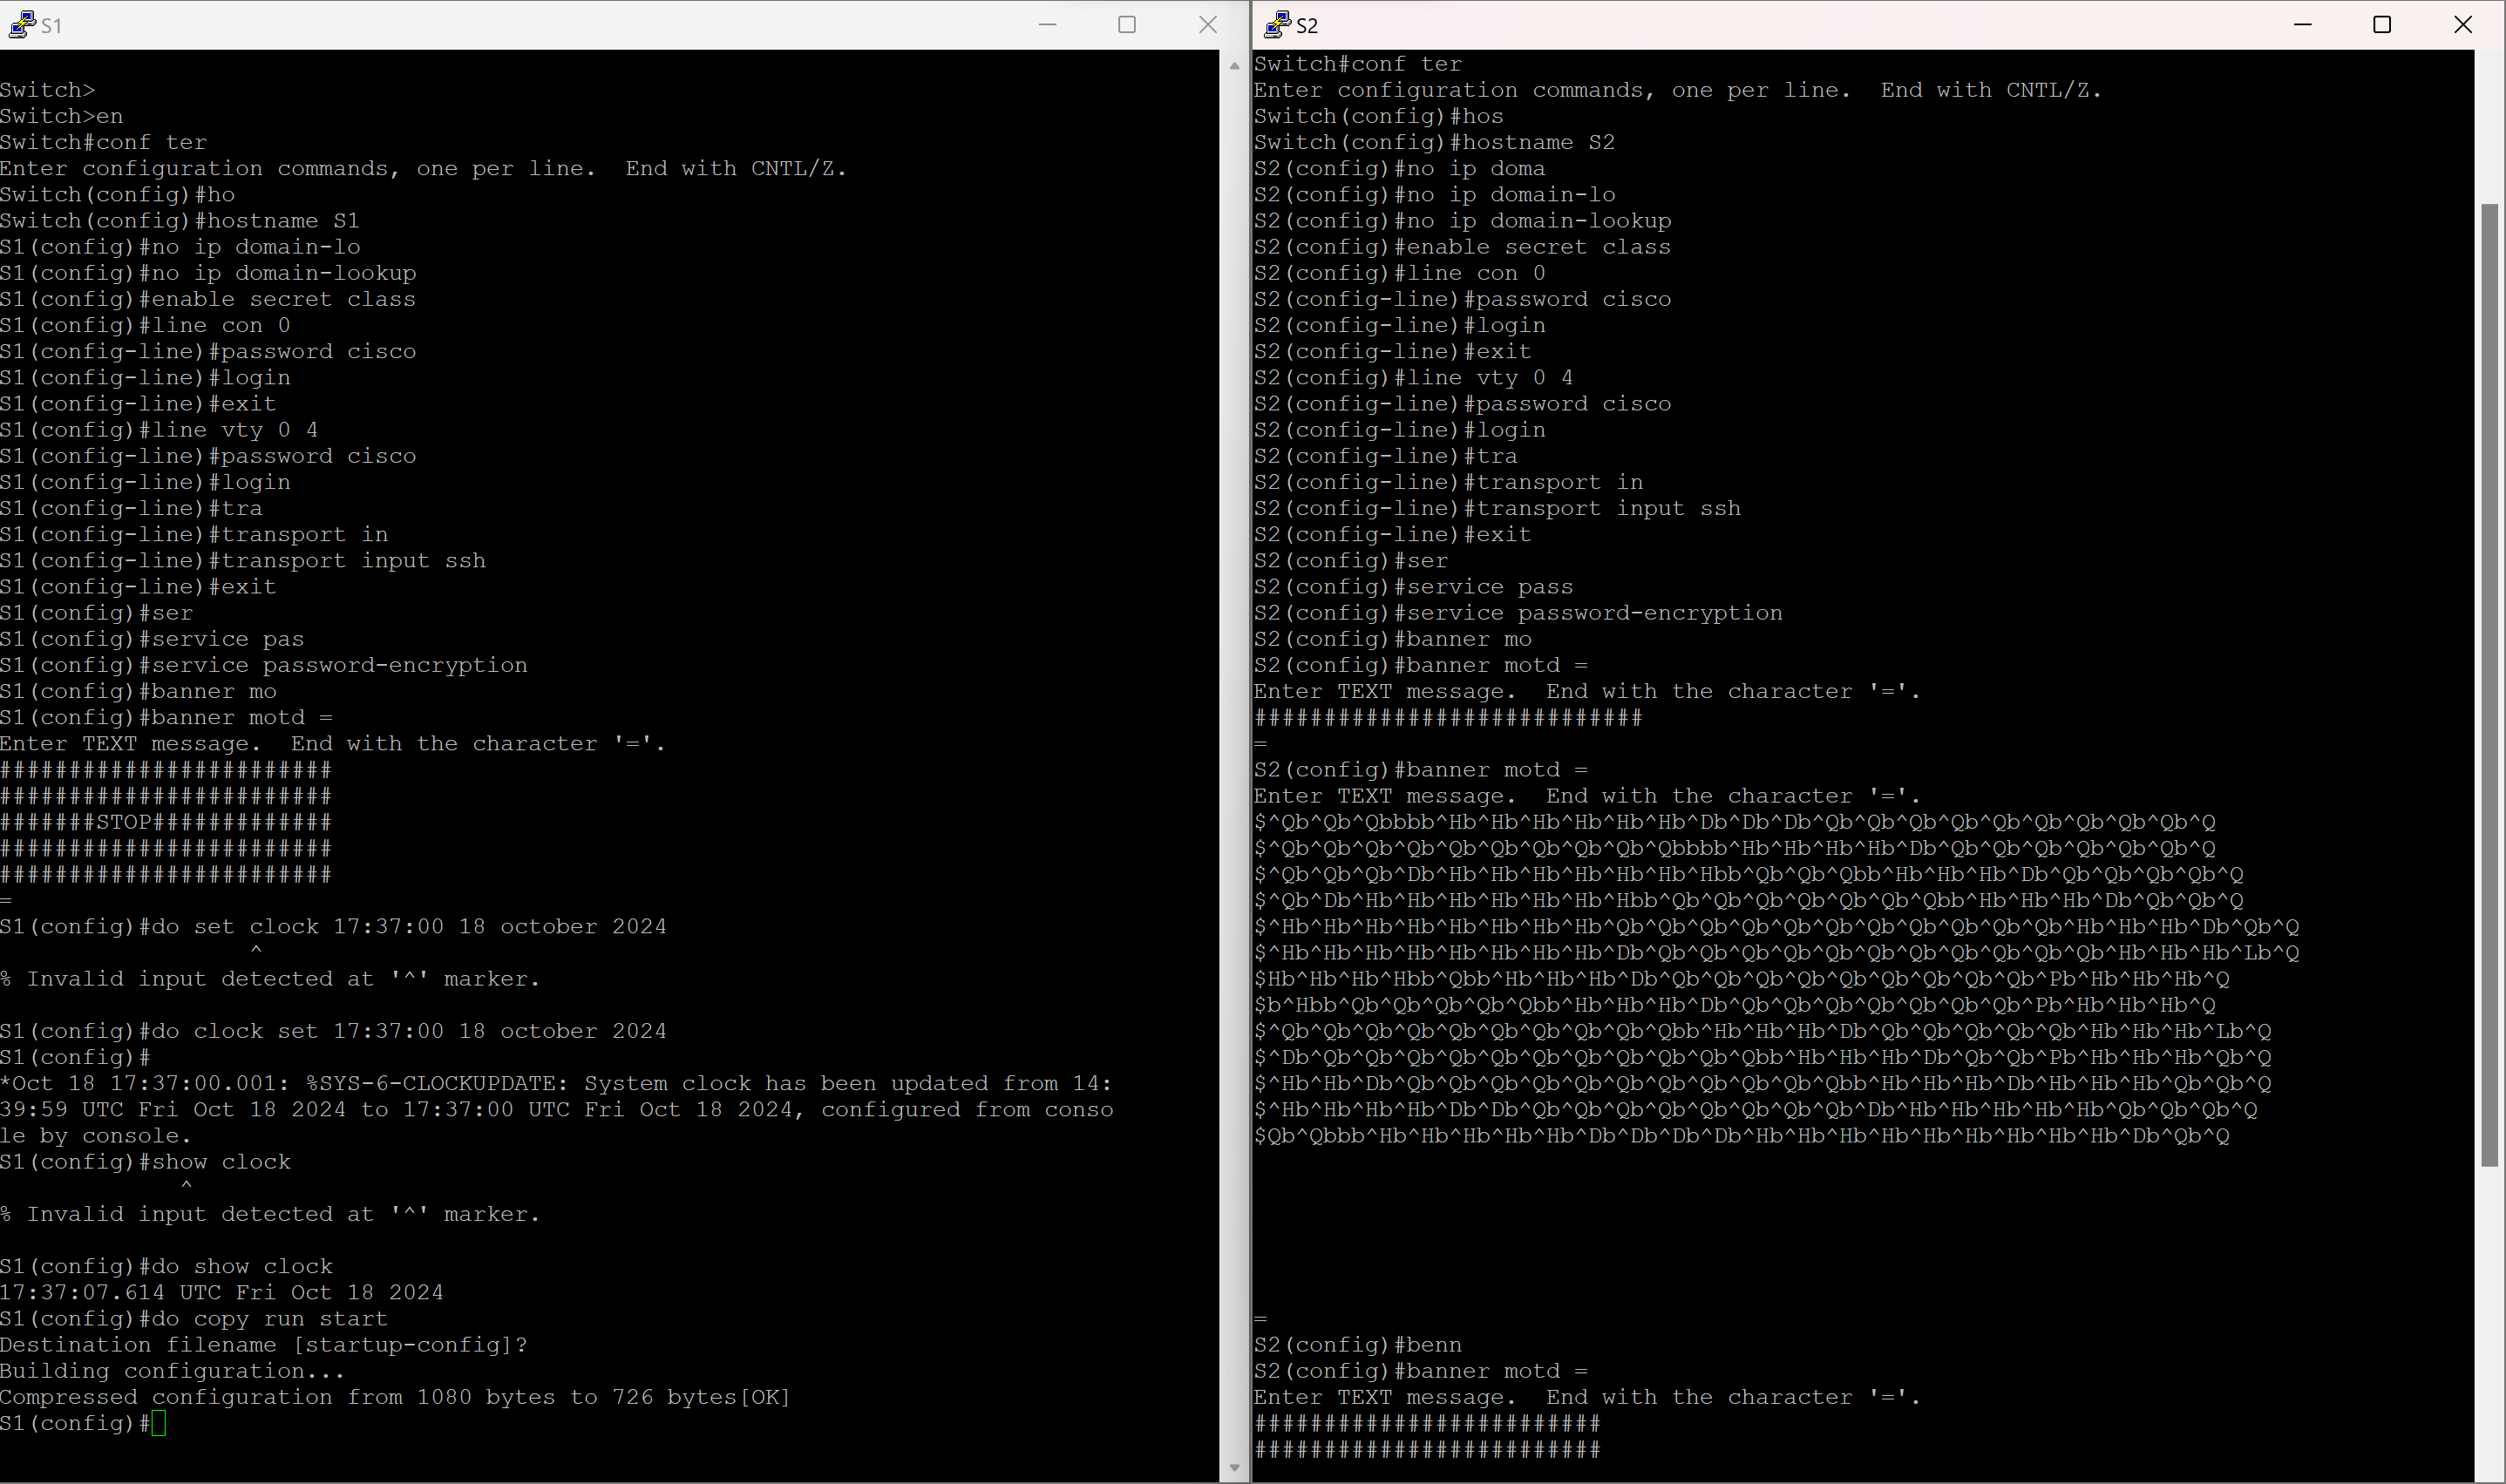 S1
Switch>
Switch>en
Switch#conf ter
Enter configuration commands, one per line.  End with CNTL/Z.
Switch(config)#ho
Switch(config)#hostname S1
S1(config)#no ip domain-lo
S1(config)#no ip domain-lookup
S1(config)#enable secret class
S1(config)#line con 0
S1(config-line)#password cisco
S1(config-line)#login
S1(config-line)#exit
S1(config)#line vty 0 4
S1(config-line)#password cisco
S1(config-line)#login
S1(config-line)#tra
S1(config-line)#transport in
S1(config-line)#transport input ssh
S1(config-line)#exit
S1(config)#ser
S1(config)#service pas
S1(config)#service password-encryption
S1(config)#banner mo
S1(config)#banner motd =
Enter TEXT message.  End with the character '='.
########################
########################
#######STOP#############
########################
########################
=
S1(config)#do set clock 17:37:00 18 october 2024
^
% Invalid input detected at '^' marker.
S1(config)#do clock set 17:37:00 18 october 2024
S1(config)#
*Oct 18 17:37:00.001: %SYS-6-CLOCKUPDATE: System clock has been updated from 14:
39:59 UTC Fri Oct 18 2024 to 17:37:00 UTC Fri Oct 18 2024, configured from conso
le by console.
S1(config)#show clock
^
% Invalid input detected at '^' marker.
S1(config)#do show clock
17:37:07.614 UTC Fri Oct 18 2024
S1(config)#do copy run start
Destination filename [startup-config]?
Building configuration...
Compressed configuration from 1080 bytes to 726 bytes[OK]
S1(config)#
S2
Switch#conf ter
Enter configuration commands, one per line.  End with CNTL/Z.
Switch(config)#hos
Switch(config)#hostname S2
S2(config)#no ip doma
S2(config)#no ip domain-lo
S2(config)#no ip domain-lookup
S2(config)#enable secret class
S2(config)#line con 0
S2(config-line)#password cisco
S2(config-line)#login
S2(config-line)#exit
S2(config)#line vty 0 4
S2(config-line)#password cisco
S2(config-line)#login
S2(config-line)#tra
S2(config-line)#transport in
S2(config-line)#transport input ssh
S2(config-line)#exit
S2(config)#ser
S2(config)#service pass
S2(config)#service password-encryption
S2(config)#banner mo
S2(config)#banner motd =
Enter TEXT message.  End with the character '='.
############################
=
S2(config)#banner motd =
Enter TEXT message.  End with the character '='.
$^Qb^Qb^Qbbbb^Hb^Hb^Hb^Hb^Hb^Hb^Db^Db^Db^Qb^Qb^Qb^Qb^Qb^Qb^Qb^Qb^Qb^Q
$^Qb^Qb^Qb^Qb^Qb^Qb^Qb^Qb^Qb^Qbbbb^Hb^Hb^Hb^Hb^Db^Qb^Qb^Qb^Qb^Qb^Qb^Q
$^Qb^Qb^Qb^Db^Hb^Hb^Hb^Hb^Hb^Hb^Hbb^Qb^Qb^Qbb^Hb^Hb^Hb^Db^Qb^Qb^Qb^Qb^Q
$^Qb^Db^Hb^Hb^Hb^Hb^Hb^Hb^Hbb^Qb^Qb^Qb^Qb^Qb^Qb^Qbb^Hb^Hb^Hb^Db^Qb^Qb^Q
$^Hb^Hb^Hb^Hb^Hb^Hb^Hb^Hb^Qb^Qb^Qb^Qb^Qb^Qb^Qb^Qb^Qb^Qb^Qb^Hb^Hb^Hb^Db^Qb^Q
$^Hb^Hb^Hb^Hb^Hb^Hb^Hb^Hb^Db^Qb^Qb^Qb^Qb^Qb^Qb^Qb^Qb^Qb^Qb^Qb^Hb^Hb^Hb^Lb^Q
$Hb^Hb^Hb^Hbb^Qbb^Hb^Hb^Hb^Db^Qb^Qb^Qb^Qb^Qb^Qb^Qb^Qb^Qb^Pb^Hb^Hb^Hb^Q
$b^Hbb^Qb^Qb^Qb^Qb^Qbb^Hb^Hb^Hb^Db^Qb^Qb^Qb^Qb^Qb^Qb^Qb^Pb^Hb^Hb^Hb^Q
$^Qb^Qb^Qb^Qb^Qb^Qb^Qb^Qb^Qb^Qbb^Hb^Hb^Hb^Db^Qb^Qb^Qb^Qb^Qb^Hb^Hb^Hb^Lb^Q
$^Db^Qb^Qb^Qb^Qb^Qb^Qb^Qb^Qb^Qb^Qb^Qbb^Hb^Hb^Hb^Db^Qb^Qb^Pb^Hb^Hb^Hb^Qb^Q
$^Hb^Hb^Db^Qb^Qb^Qb^Qb^Qb^Qb^Qb^Qb^Qb^Qb^Qbb^Hb^Hb^Hb^Db^Hb^Hb^Hb^Qb^Qb^Q
$^Hb^Hb^Hb^Hb^Db^Db^Qb^Qb^Qb^Qb^Qb^Qb^Qb^Qb^Db^Hb^Hb^Hb^Hb^Hb^Qb^Qb^Qb^Q
$Qb^Qbbb^Hb^Hb^Hb^Hb^Hb^Db^Db^Db^Db^Hb^Hb^Hb^Hb^Hb^Hb^Hb^Hb^Hb^Db^Qb^Q
=
S2(config)#benn
S2(config)#banner motd =
Enter TEXT message.  End with the character '='.
#########################
#########################